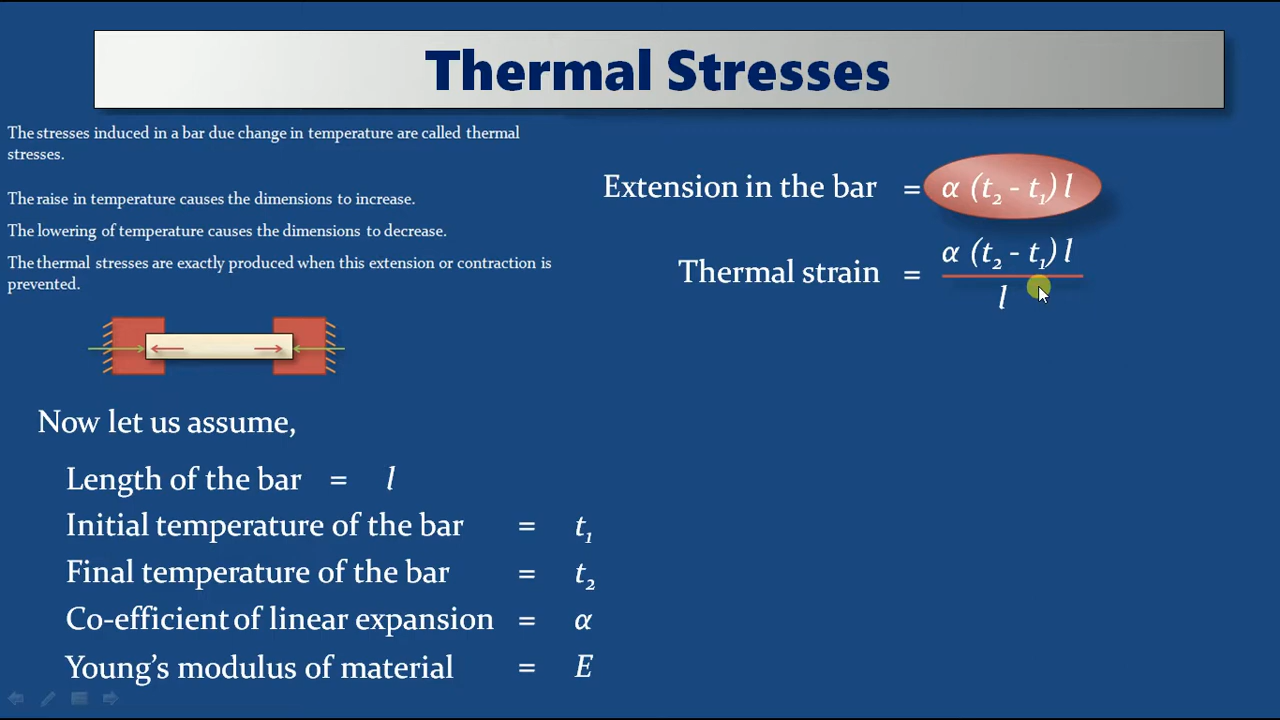 Thermal Stresses
The stresses induced in a bar due change in temperature are called thermal
stresses.
The raise in temperature causes the dimensions to increase.
The lowering of temperature causes the dimensions to decrease.
The thermal stresses are exactly produced when this extension or contraction is
prevented.
Now let us assume,
Length of the bar = l
Initial temperature of the bar = t₁
Final temperature of the bar = t₂
Co-efficient of linear expansion = α
Young's modulus of material = E
Extension in the bar = α (t₂ - t₁) l
Thermal strain = α (t₂ - t₁) l
l